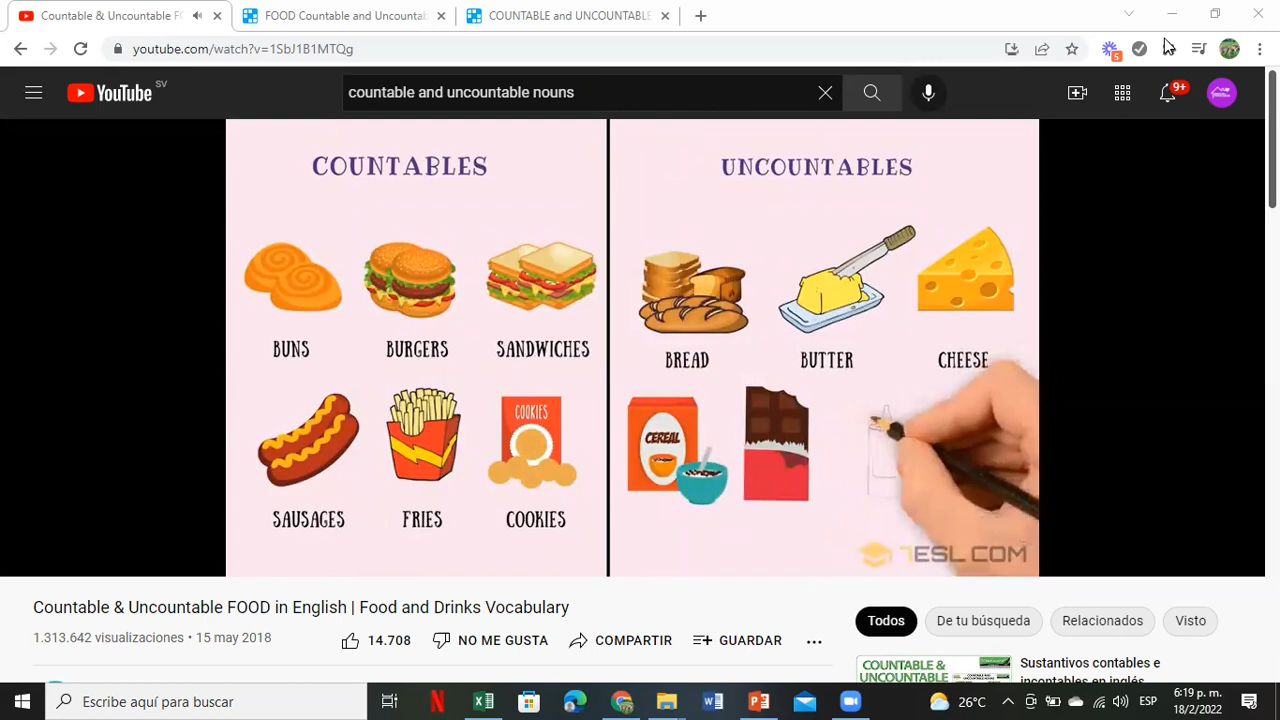 Countable & Uncountable FO
FOOD Countable and Uncountab
COUNTABLE and UNCOUNTABLE
youtube.com/watch?v=1SbJ1B1MTQg
5
YouTube SV
countable and uncountable nouns
9+
COUNTABLES
UNCOUNTABLES
BUNS
BURGERS
SANDWICHES
BREAD
BUTTER
CHEESE
COOKIES
CEREAL
SAUSAGES
FRIES
COOKIES
7ESL.COM
Countable & Uncountable FOOD in English | Food and Drinks Vocabulary
1.313.642 visualizaciones • 15 may 2018
14.708
NO ME GUSTA
COMPARTIR
GUARDAR
Todos
De tu búsqueda
Relacionados
Visto
COUNTABLE &
UNCOUNTABLE
Sustantivos contables e
incontables en inglés
Escribe aquí para buscar
26°C
ESP
6:19 p. m.
18/2/2022